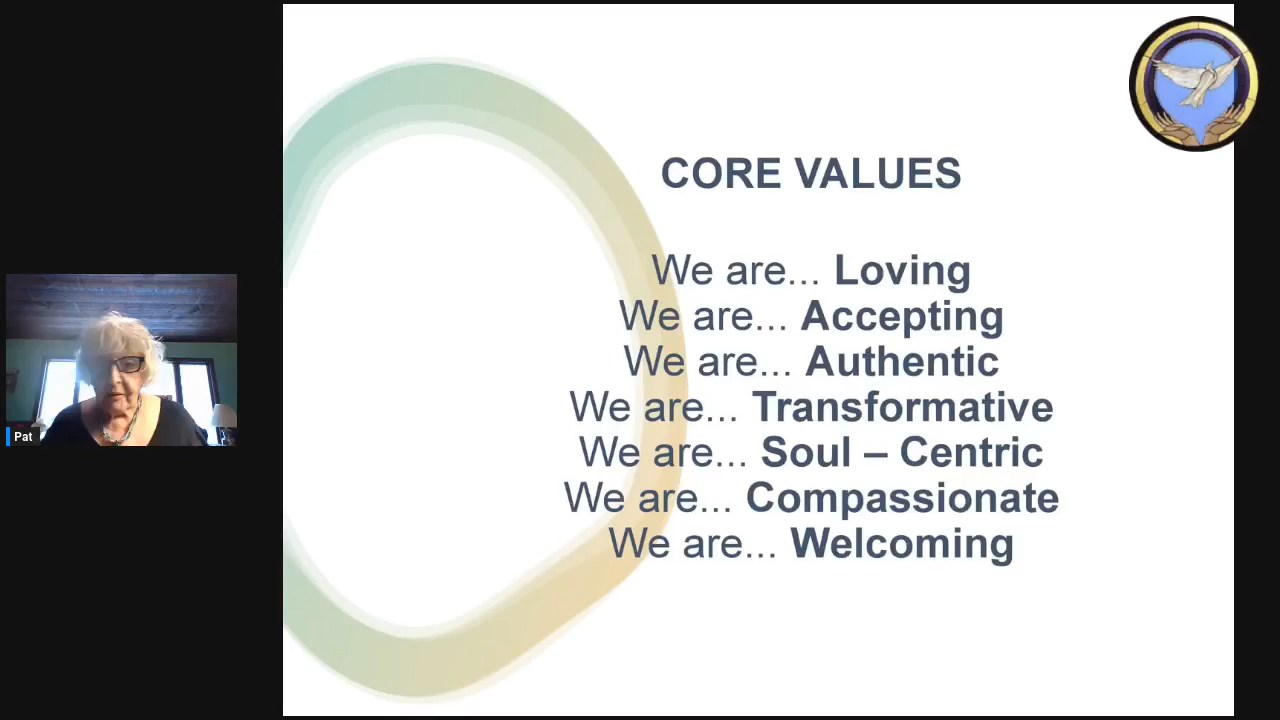 CORE VALUES
We are... Loving
We are... Accepting
We are... Authentic
We are... Transformative
We are... Soul – Centric
We are... Compassionate
We are... Welcoming
Pat